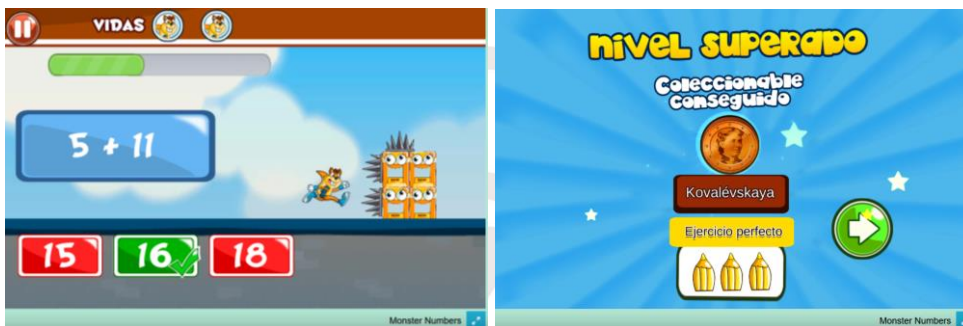 VIDAS
5 + 11
15 16 18
Monster Numbers
NIVEL SUPERADO
Coleccionable
conseguido
Kovalévskaya
Ejercicio perfecto
Monster Numbers